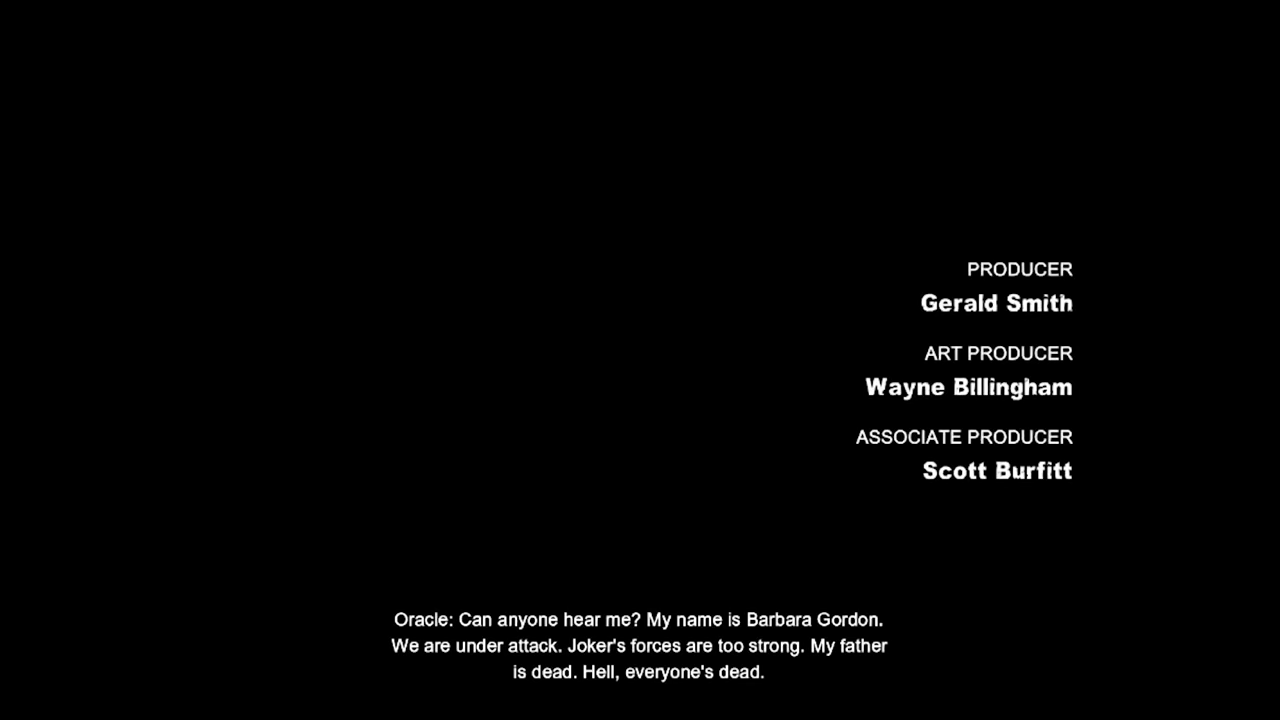 PRODUCER
Gerald Smith
ART PRODUCER
Wayne Billingham
ASSOCIATE PRODUCER
Scott Burfitt
Oracle: Can anyone hear me? My name is Barbara Gordon.
We are under attack. Joker's forces are too strong. My father
is dead. Hell, everyone's dead.